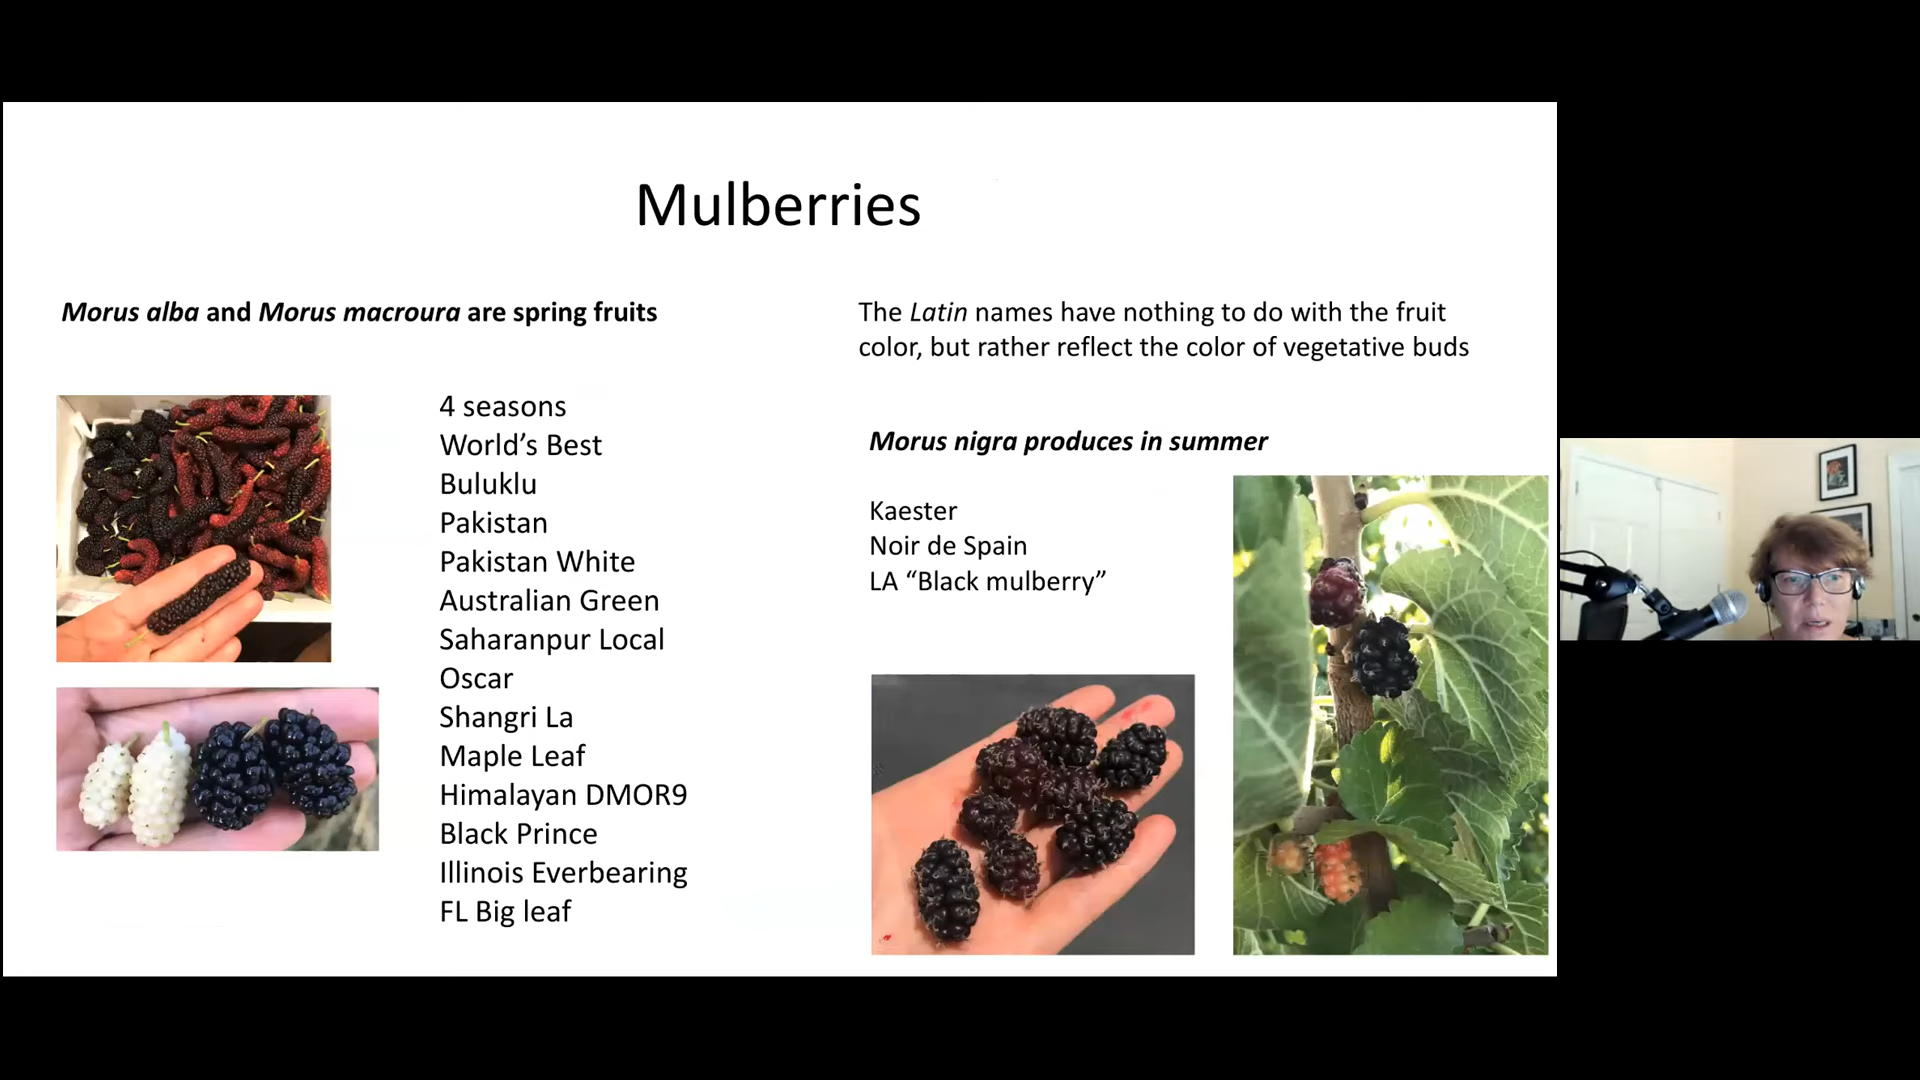 Mulberries
Morus alba and Morus macroura are spring fruits
4 seasons
World’s Best
Buluklu
Pakistan
Pakistan White
Australian Green
Saharanpur Local
Oscar
Shangri La
Maple Leaf
Himalayan DMOR9
Black Prince
Illinois Everbearing
FL Big leaf
The Latin names have nothing to do with the fruit
color, but rather reflect the color of vegetative buds
Morus nigra produces in summer
Kaester
Noir de Spain
LA “Black mulberry”